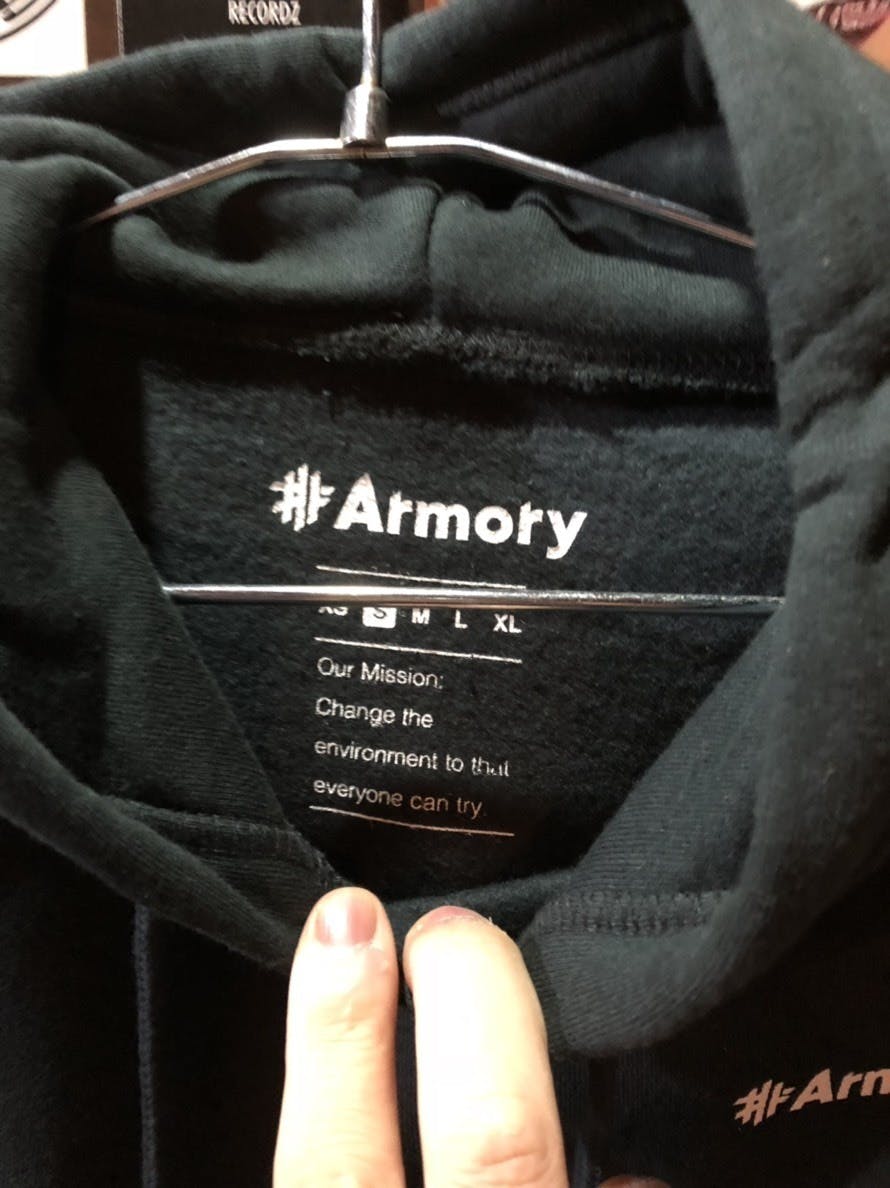 RECORDZ
#Armory
XS S M L XL
Our Mission:
Change the
environment to that
everyone can try.
#Arm